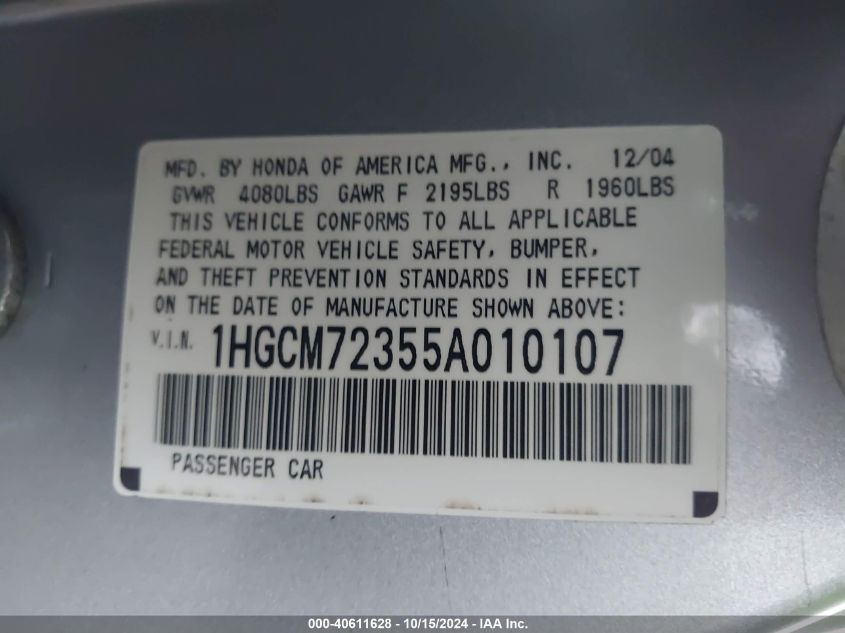 MFD. BY HONDA OF AMERICA MFG., INC. 12/04
GVWR 4080LBS GAWR F 2195LBS R 1960LBS
THIS VEHICLE CONFORMS TO ALL APPLICABLE
FEDERAL MOTOR VEHICLE SAFETY, BUMPER,
AND THEFT PREVENTION STANDARDS IN EFFECT
ON THE DATE OF MANUFACTURE SHOWN ABOVE:
V.I.N. 1HGCM72355A010107
PASSENGER CAR
000-40611628 - 10/15/2024 - IAA Inc.